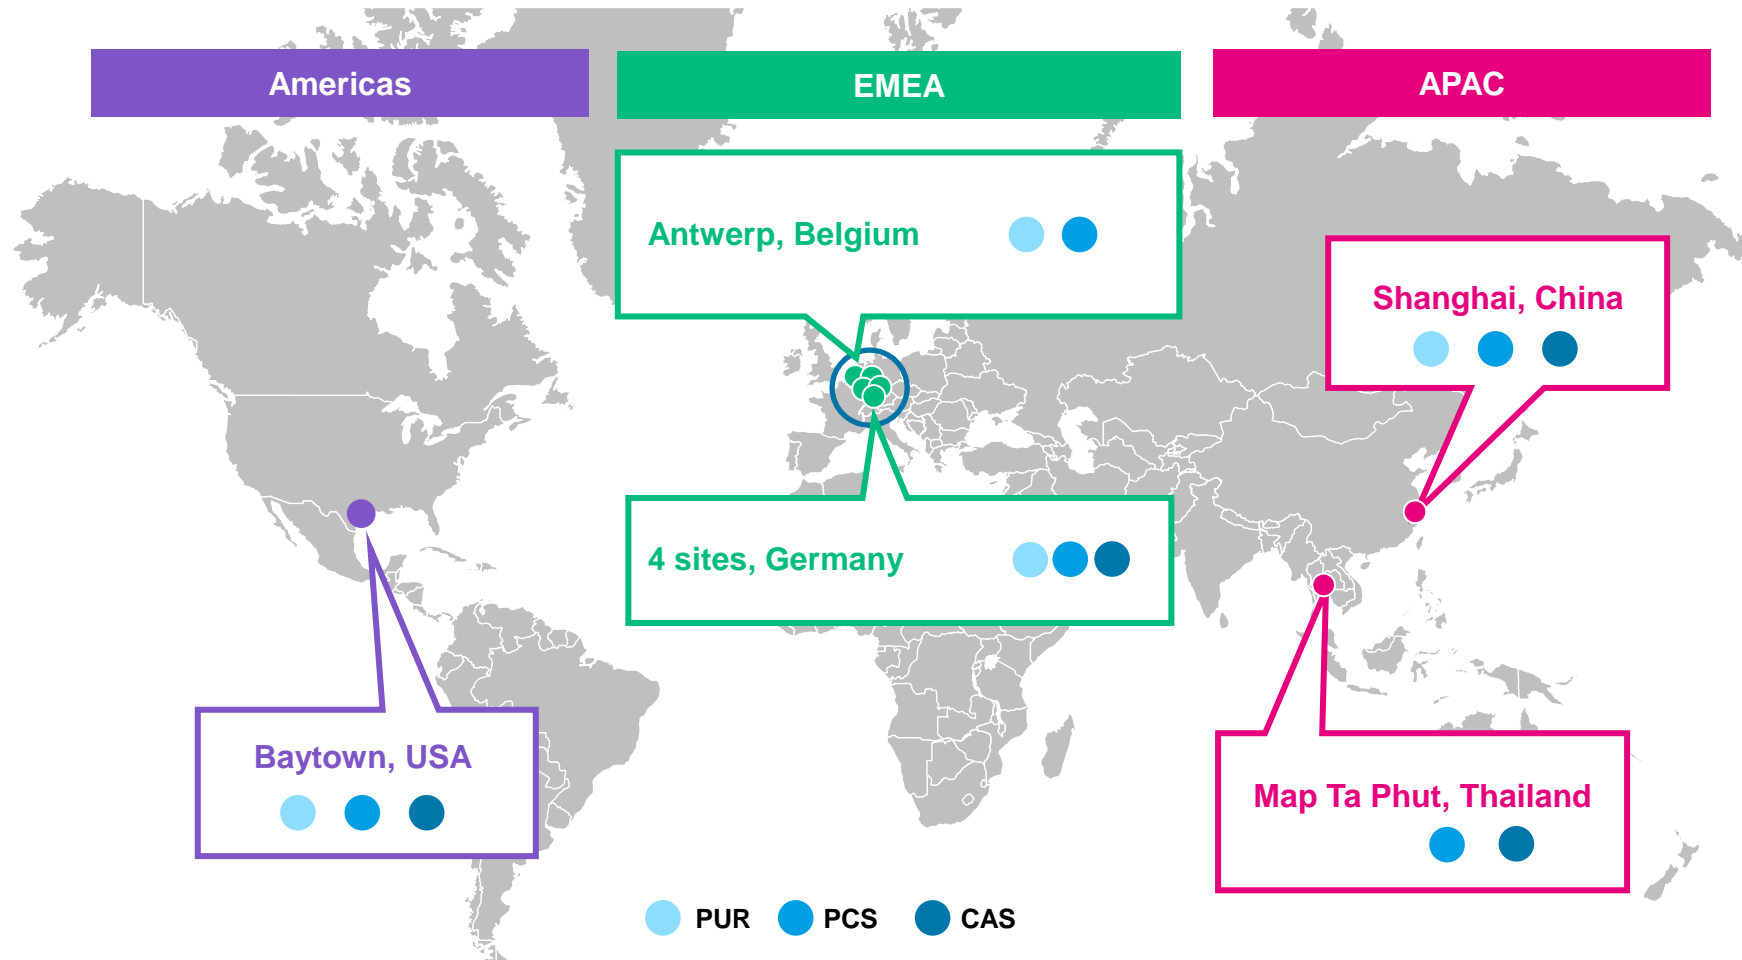 Americas
EMEA
APAC
Antwerp, Belgium
Shanghai, China
4 sites, Germany
Baytown, USA
Map Ta Phut, Thailand
PUR
PCS
CAS